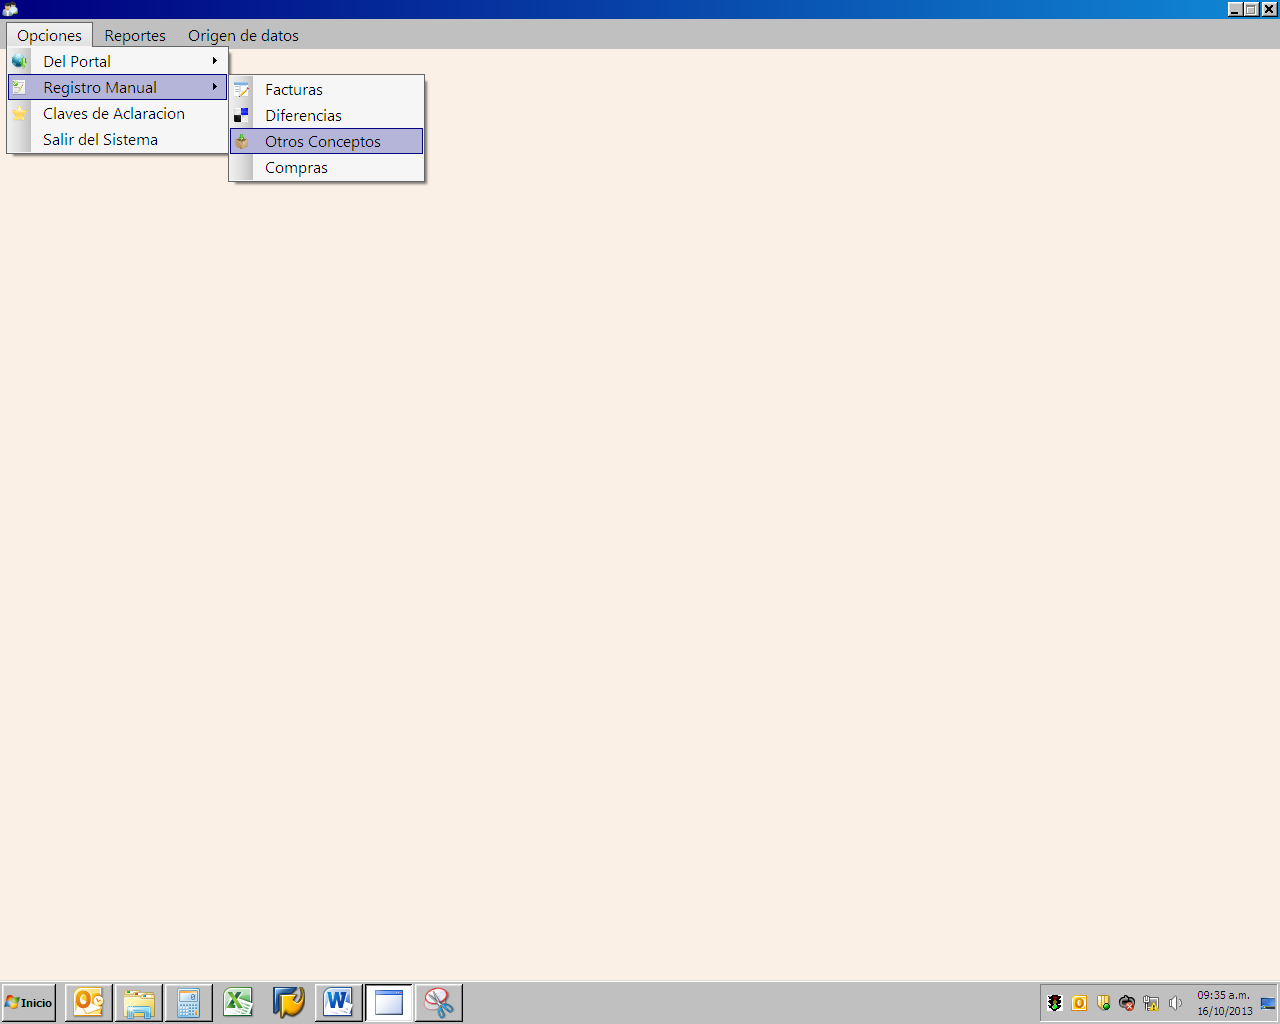 Opciones Reportes Origen de datos
Del Portal
Registro Manual
Claves de Aclaracion
Salir del Sistema
Facturas
Diferencias
Otros Conceptos
Compras
Inicio
09:35 a.m.
16/10/2013